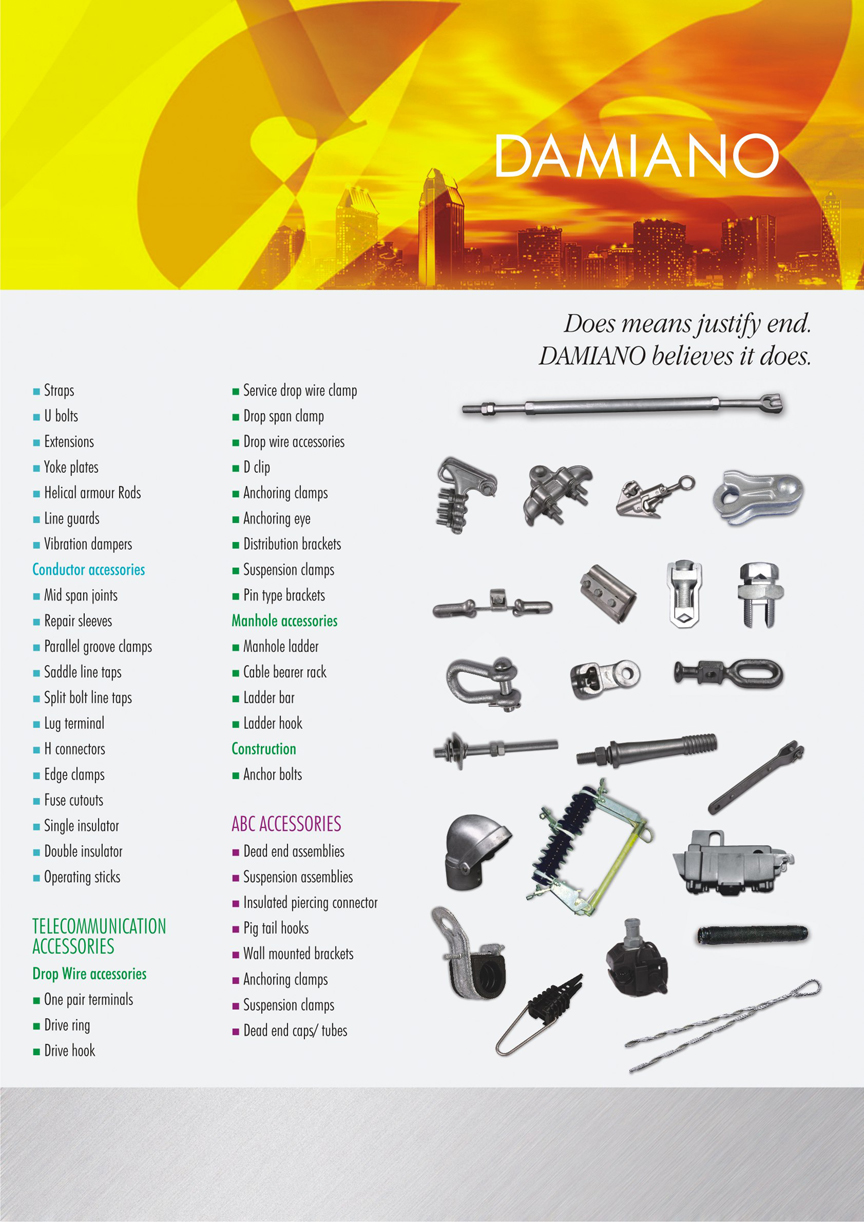 DAMIANO
Does means justify end.
DAMIANO believes it does.
Straps
U bolts
Extensions
Yoke plates
Helical armour Rods
Line guards
Vibration dampers
Conductor accessories
Mid span joints
Repair sleeves
Parallel groove clamps
Saddle line taps
Split bolt line taps
Lug terminal
H connectors
Edge clamps
Fuse cutouts
Single insulator
Double insulator
Operating sticks
TELECOMMUNICATION
ACCESSORIES
Drop Wire accessories
One pair terminals
Drive ring
Drive hook
Service drop wire clamp
Drop span clamp
Drop wire accessories
D clip
Anchoring clamps
Anchoring eye
Distribution brackets
Suspension clamps
Pin type brackets
Manhole accessories
Manhole ladder
Cable bearer rack
Ladder bar
Ladder hook
Construction
Anchor bolts
ABC ACCESSORIES
Dead end assemblies
Suspension assemblies
Insulated piercing connector
Pig tail hooks
Wall mounted brackets
Anchoring clamps
Suspension clamps
Dead end caps/ tubes